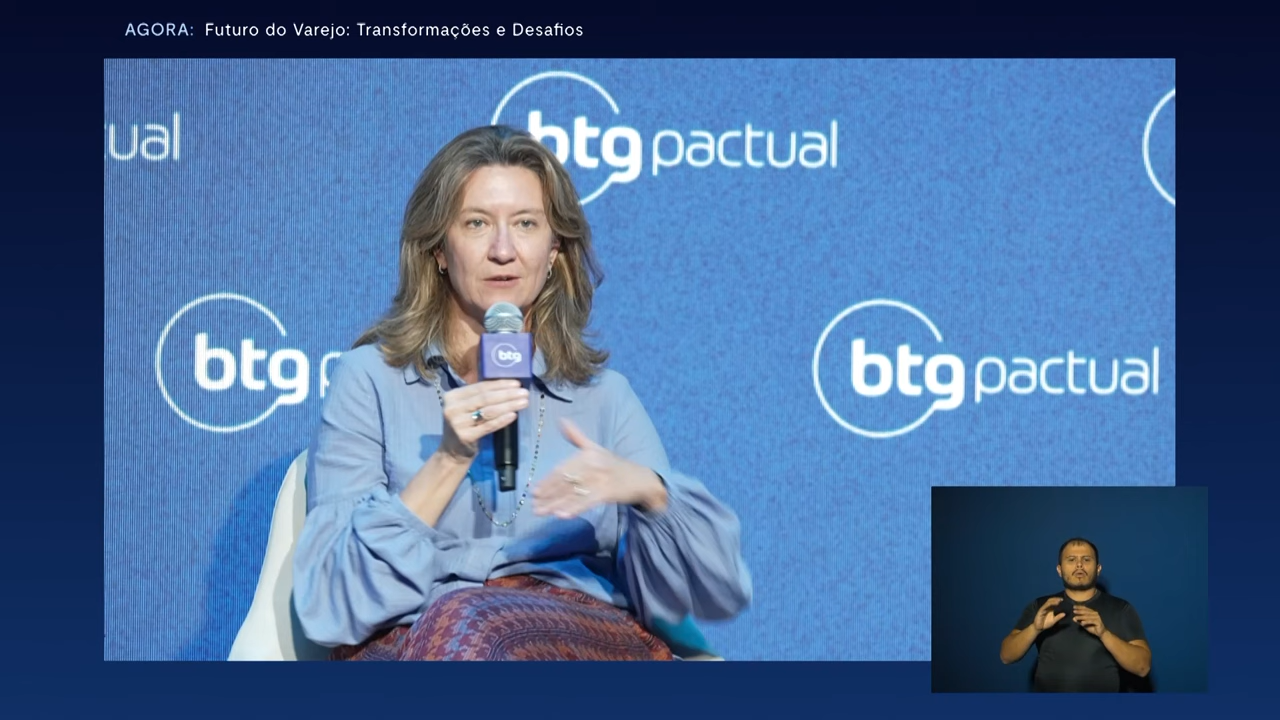 AGORA: Futuro do Varejo: Transformações e Desafios
ual
btg pactual
btg p
btg pactual
btg